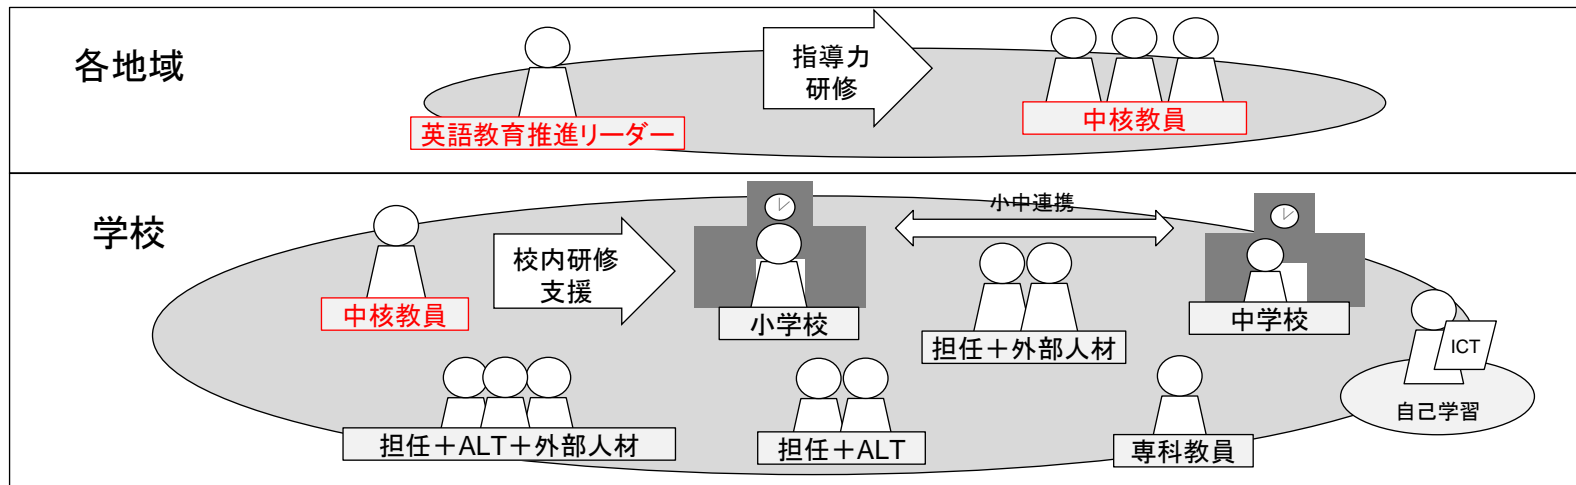 各地域
指導力
研修
英語教育推進リーダー
中核教員
学校
小中連携
校内研修
支援
中核教員
小学校
担任＋外部人材
中学校
ICT
自己学習
担任＋ALT＋外部人材
担任＋ALT
専科教員